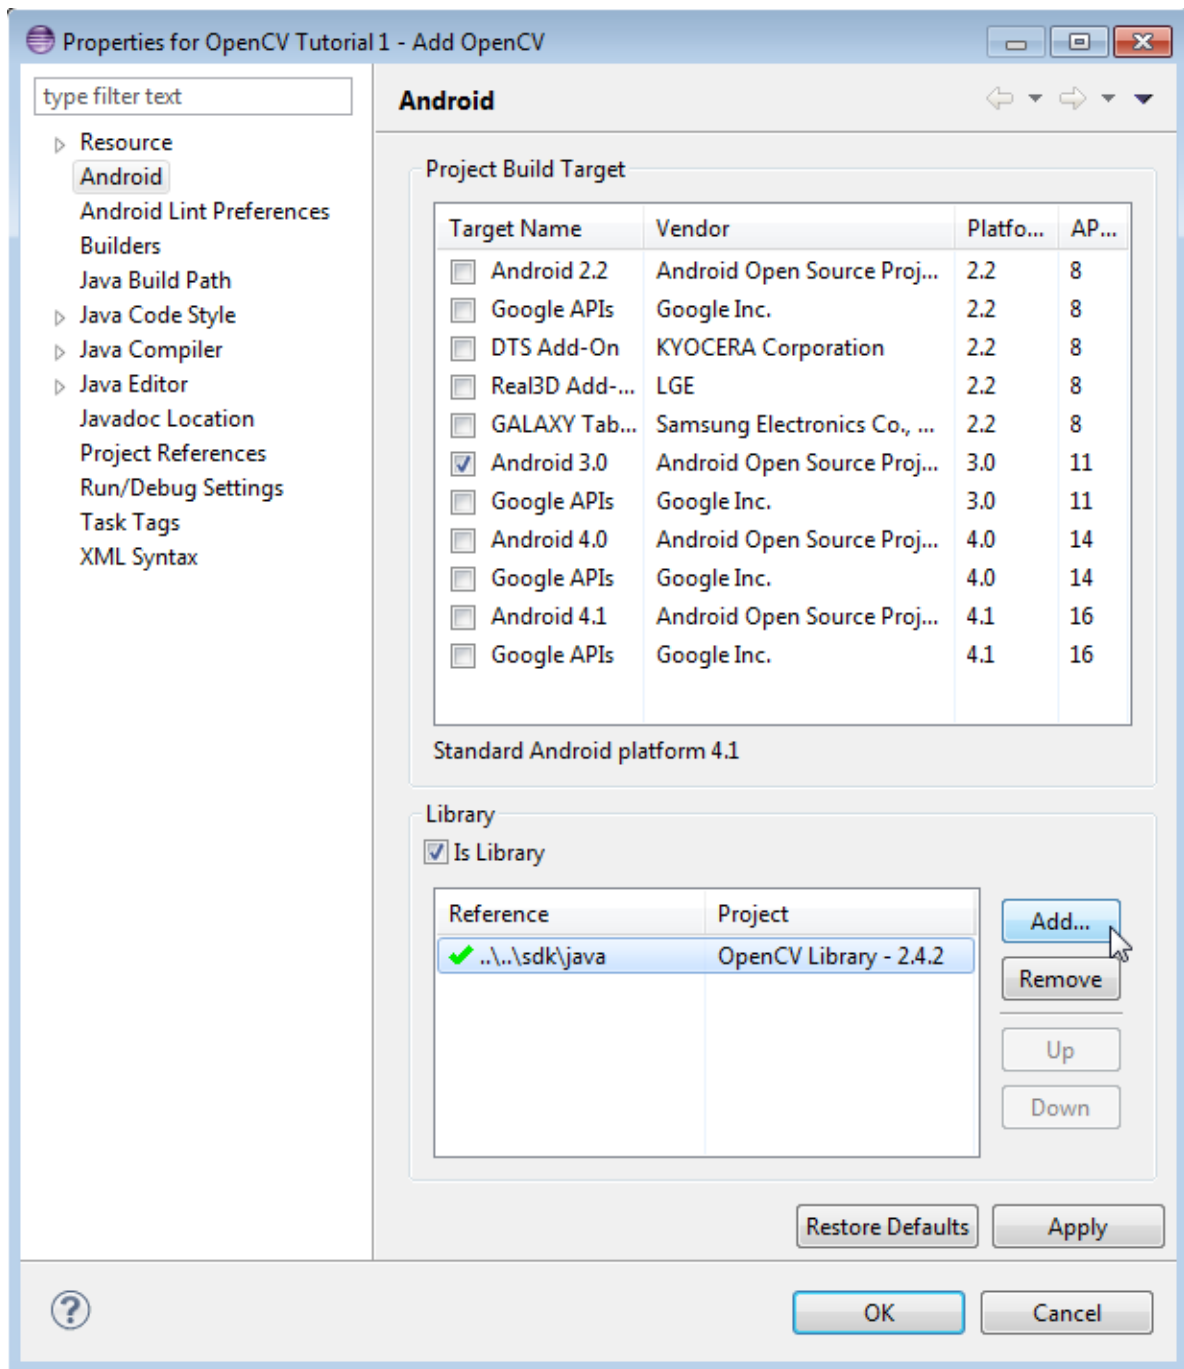 Properties for OpenCV Tutorial 1 - Add OpenCV
type filter text
Resource
Android
Android Lint Preferences
Builders
Java Build Path
Java Code Style
Java Compiler
Java Editor
Javadoc Location
Project References
Run/Debug Settings
Task Tags
XML Syntax
Android
Project Build Target
Target Name Vendor Platfo... AP...
Android 2.2 Android Open Source Proj... 2.2 8
Google APIs Google Inc. 2.2 8
DTS Add-On KYOCERA Corporation 2.2 8
Real3D Add-... LGE 2.2 8
GALAXY Tab... Samsung Electronics Co., ... 2.2 8
Android 3.0 Android Open Source Proj... 3.0 11
Google APIs Google Inc. 3.0 11
Android 4.0 Android Open Source Proj... 4.0 14
Google APIs Google Inc. 4.0 14
Android 4.1 Android Open Source Proj... 4.1 16
Google APIs Google Inc. 4.1 16
Standard Android platform 4.1
Library
Is Library
Reference Project
..\..\sdk\java OpenCV Library - 2.4.2
Add...
Remove
Up
Down
Restore Defaults Apply
OK Cancel